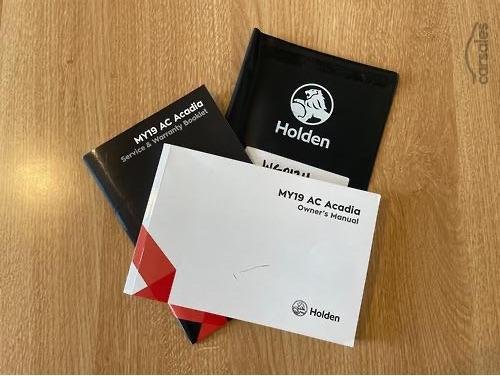 carsales
Holden
MY19 AC Acadia
Service & Warranty Booklet
MY19 AC Acadia
Owner's Manual
Holden